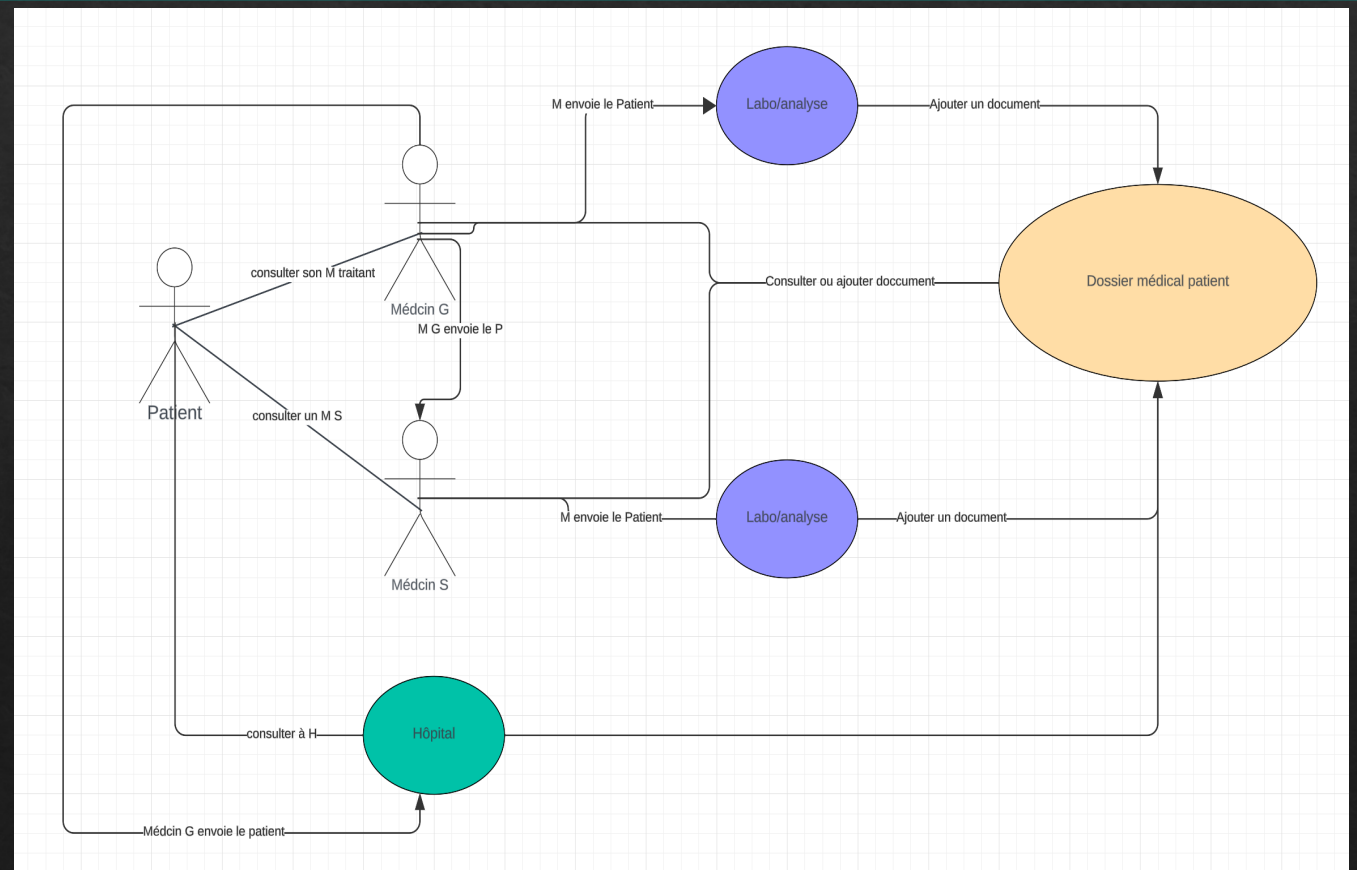 M envoie le Patient
Labo/analyse
Ajouter un document
consulter son M traitant
Médcin G
Consulter ou ajouter doccument
Dossier médical patient
M G envoie le P
Patient
consulter un M S
M envoie le Patient
Labo/analyse
Ajouter un document
Médcin S
consulter à H
Hôpital
Médcin G envoie le patient